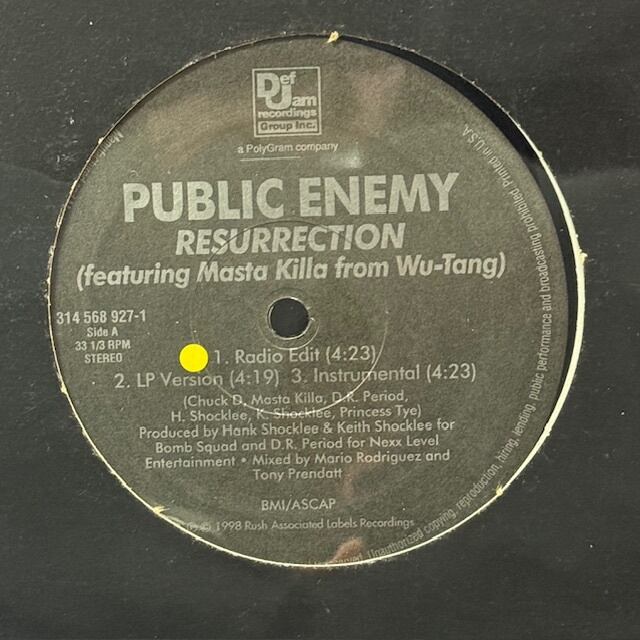 Def
Jam
recordings
Group Inc.
a PolyGram company
PUBLIC ENEMY
RESURRECTION
(featuring Masta Killa from Wu-Tang)
314 568 927-1
Side A
33 1/3 RPM
STEREO
1. Radio Edit (4:23)
2. LP Version (4:19) 3. Instrumental (4:23)
(Chuck D, Masta Killa, D.R. Period,
H. Shocklee, K. Shocklee, Princess Tye)
Produced by Hank Shocklee & Keith Shocklee for
Bomb Squad and D.R. Period for Nexx Level
Entertainment • Mixed by Mario Rodriguez and
Tony Prendatt
BMI/ASCAP
℗ © 1998 Rush Associated Labels Recordings
Unauthorized copying, reproduction, hiring, lending, public performance and broadcasting prohibited Printed in U.S.A